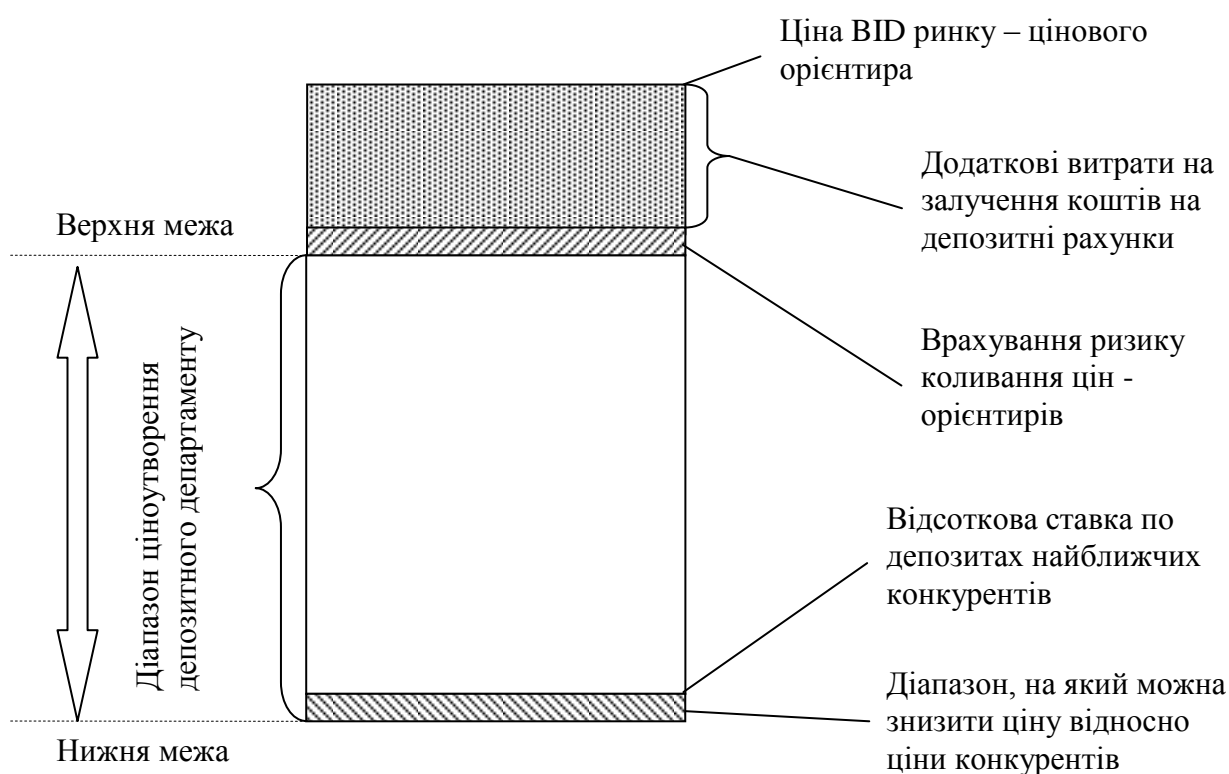 Ціна BID ринку – цінового
орієнтира
Додаткові витрати на
залучення коштів на
депозитні рахунки
Верхня межа
Діапазон ціноутворення
депозитного департаменту
Врахування ризику
коливання цін -
орієнтирів
Відсоткова ставка по
депозитах найближчих
конкурентів
Діапазон, на який можна
знизити ціну відносно
ціни конкурентів
Нижня межа